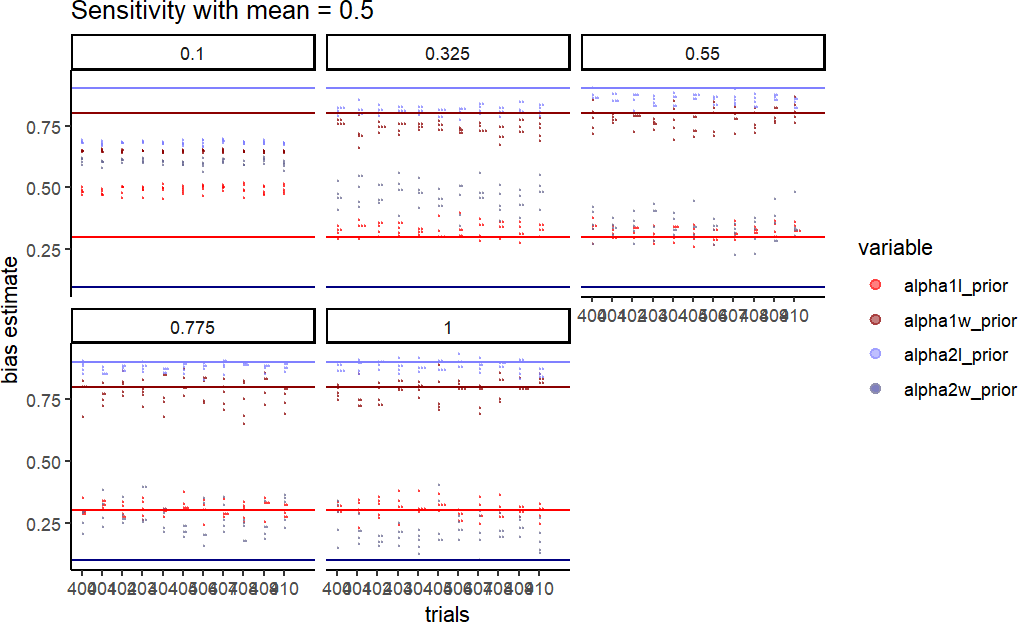 Sensitivity with mean = 0.5
0.1
0.325
0.55
0.75
0.50
0.25
bias estimate
0.775
1
0.75
0.50
0.25
trials
variable
alpha1l_prior
alpha1w_prior
alpha2l_prior
alpha2w_prior